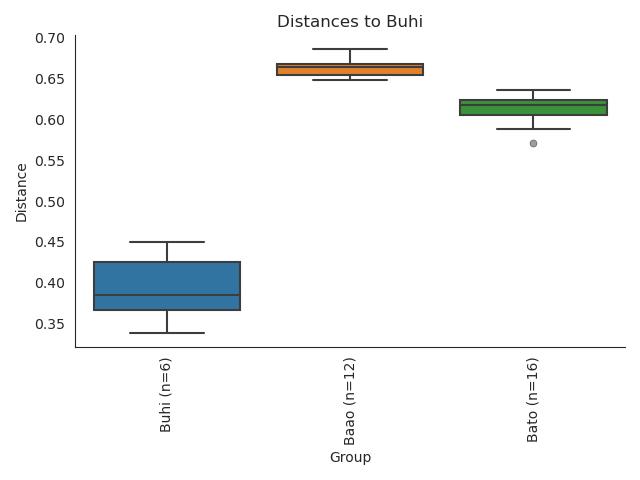 Distances to Buhi
0.70
0.65
0.60
0.55
0.50
0.45
0.40
0.35
Distance
Buhi (n=6)
Baao (n=12)
Bato (n=16)
Group